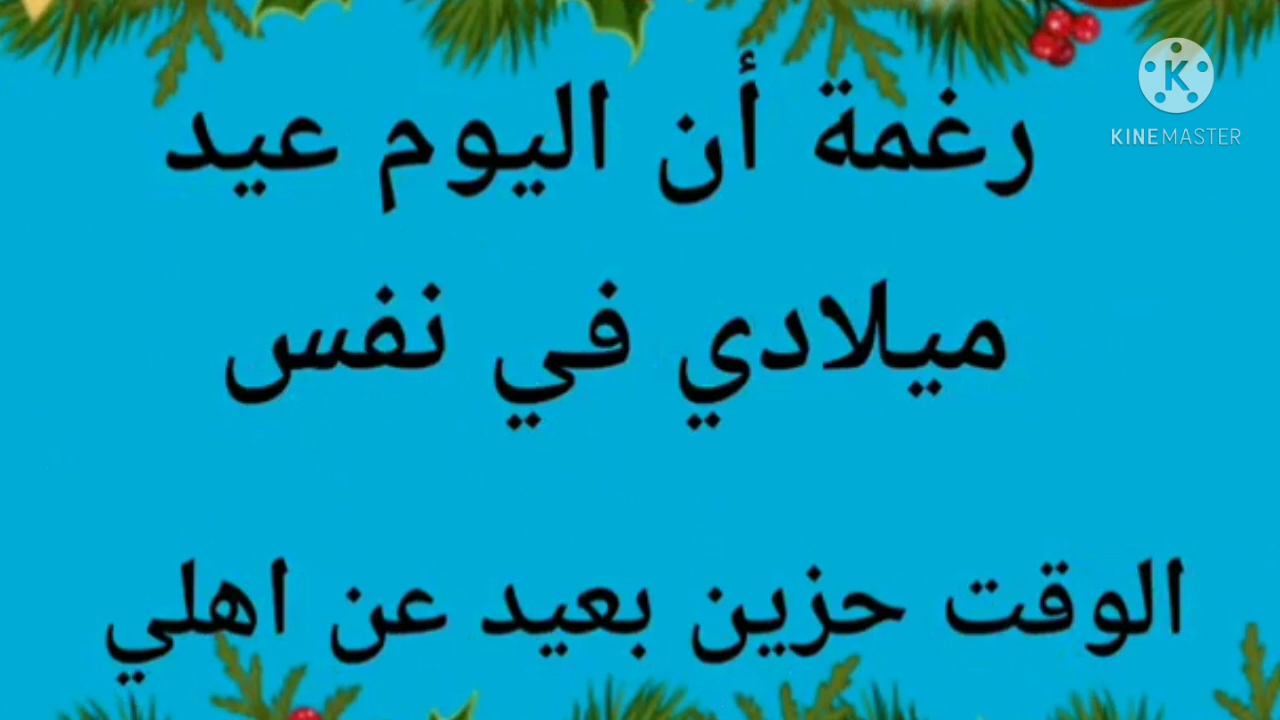 رغمة أن اليوم عيد
ميلادي في نفس
الوقت حزين بعيد عن اهلي
KINEMASTER